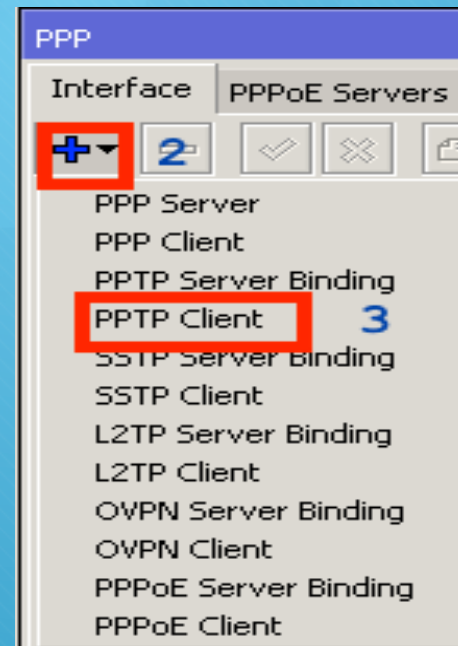 PPP
Interface PPPoE Servers
2
PPP Server
PPP Client
PPTP Server Binding
PPTP Client 3
SSTP Server Binding
SSTP Client
L2TP Server Binding
L2TP Client
OVPN Server Binding
OVPN Client
PPPoE Server Binding
PPPoE Client